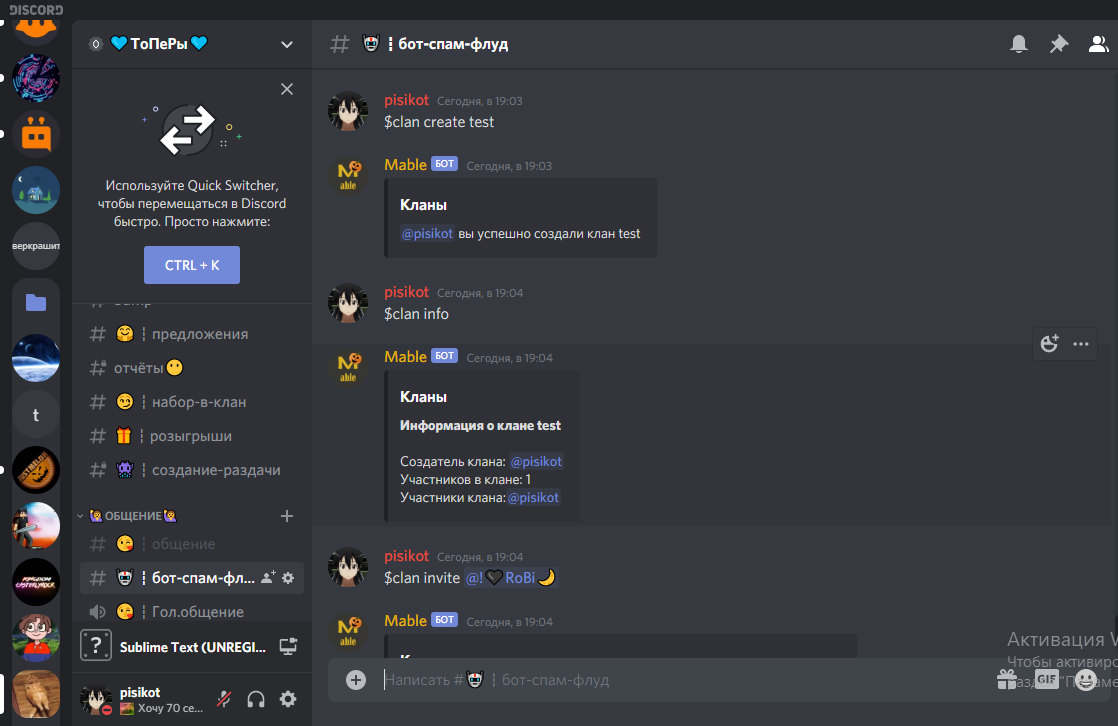 DISCORD
веркрашит
t
0 💙ТоПеРы💙
Используйте Quick Switcher,
чтобы перемещаться в Discord
быстро. Просто нажмите:
CTRL + K
# 🤗┆предложения
# отчёты😶
# 😏┆набор-в-клан
# 🎁┆розыгрыши
# 👾┆создание-раздачи
🙋ОБЩЕНИЕ🙋
# 😘┆общение
# 🤖┆бот-спам-фл...
😘┆Гол.общение
? Sublime Text (UNREGI...
pisikot
Хочу 70 се...
# 🤖┆бот-спам-флуд
pisikot Сегодня, в 19:03
$clan create test
Mable БОТ Сегодня, в 19:03
Mable
Кланы
@pisikot вы успешно создали клан test
pisikot Сегодня, в 19:04
$clan info
Mable БОТ Сегодня, в 19:04
Mable
Кланы
Информация о клане test
Создатель клана: @pisikot
Участников в клане: 1
Участники клана:@pisikot
pisikot Сегодня, в 19:04
$clan invite @!🖤RoBi🌙
Mable БОТ Сегодня, в 19:04
Mable
Написать #🤖┆бот-спам-флуд
GIF
Активация W
Чтобы активиро